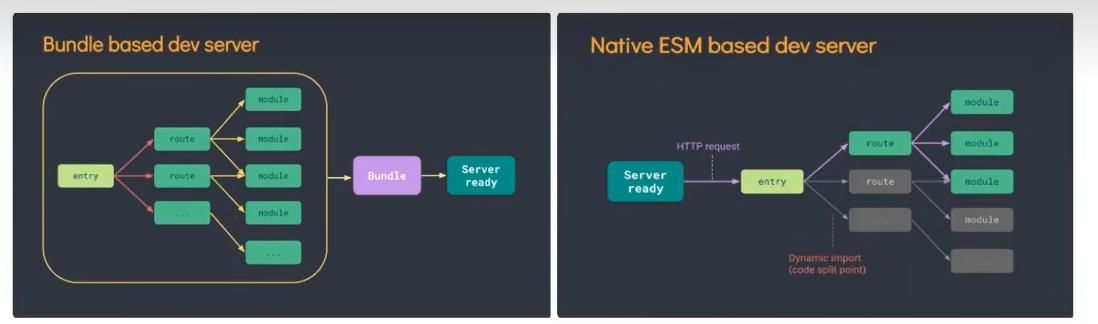 Bundle based dev server
module
route
module
entry
route
module
Bundle
Server
ready
...
module
...
Native ESM based dev server
module
HTTP request
route
module
Server
ready
entry
route
module
...
module
Dynamic import
(code split point)